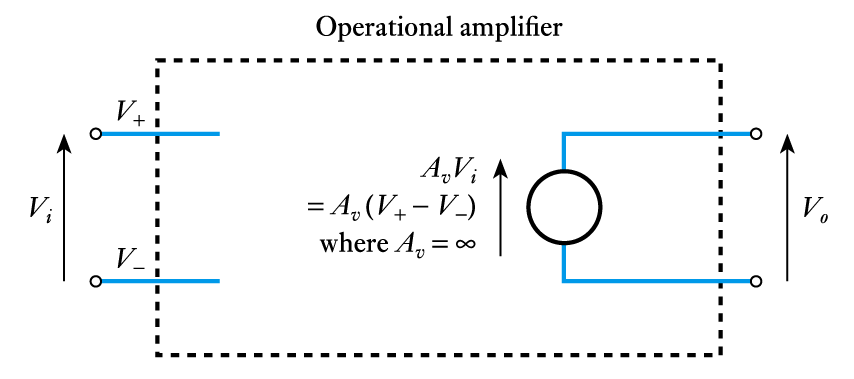 Operational amplifier
V₊
V₋
Vᵢ
AᵥVᵢ
= Aᵥ (V₊ − V₋)
where Aᵥ = ∞
Vₒ